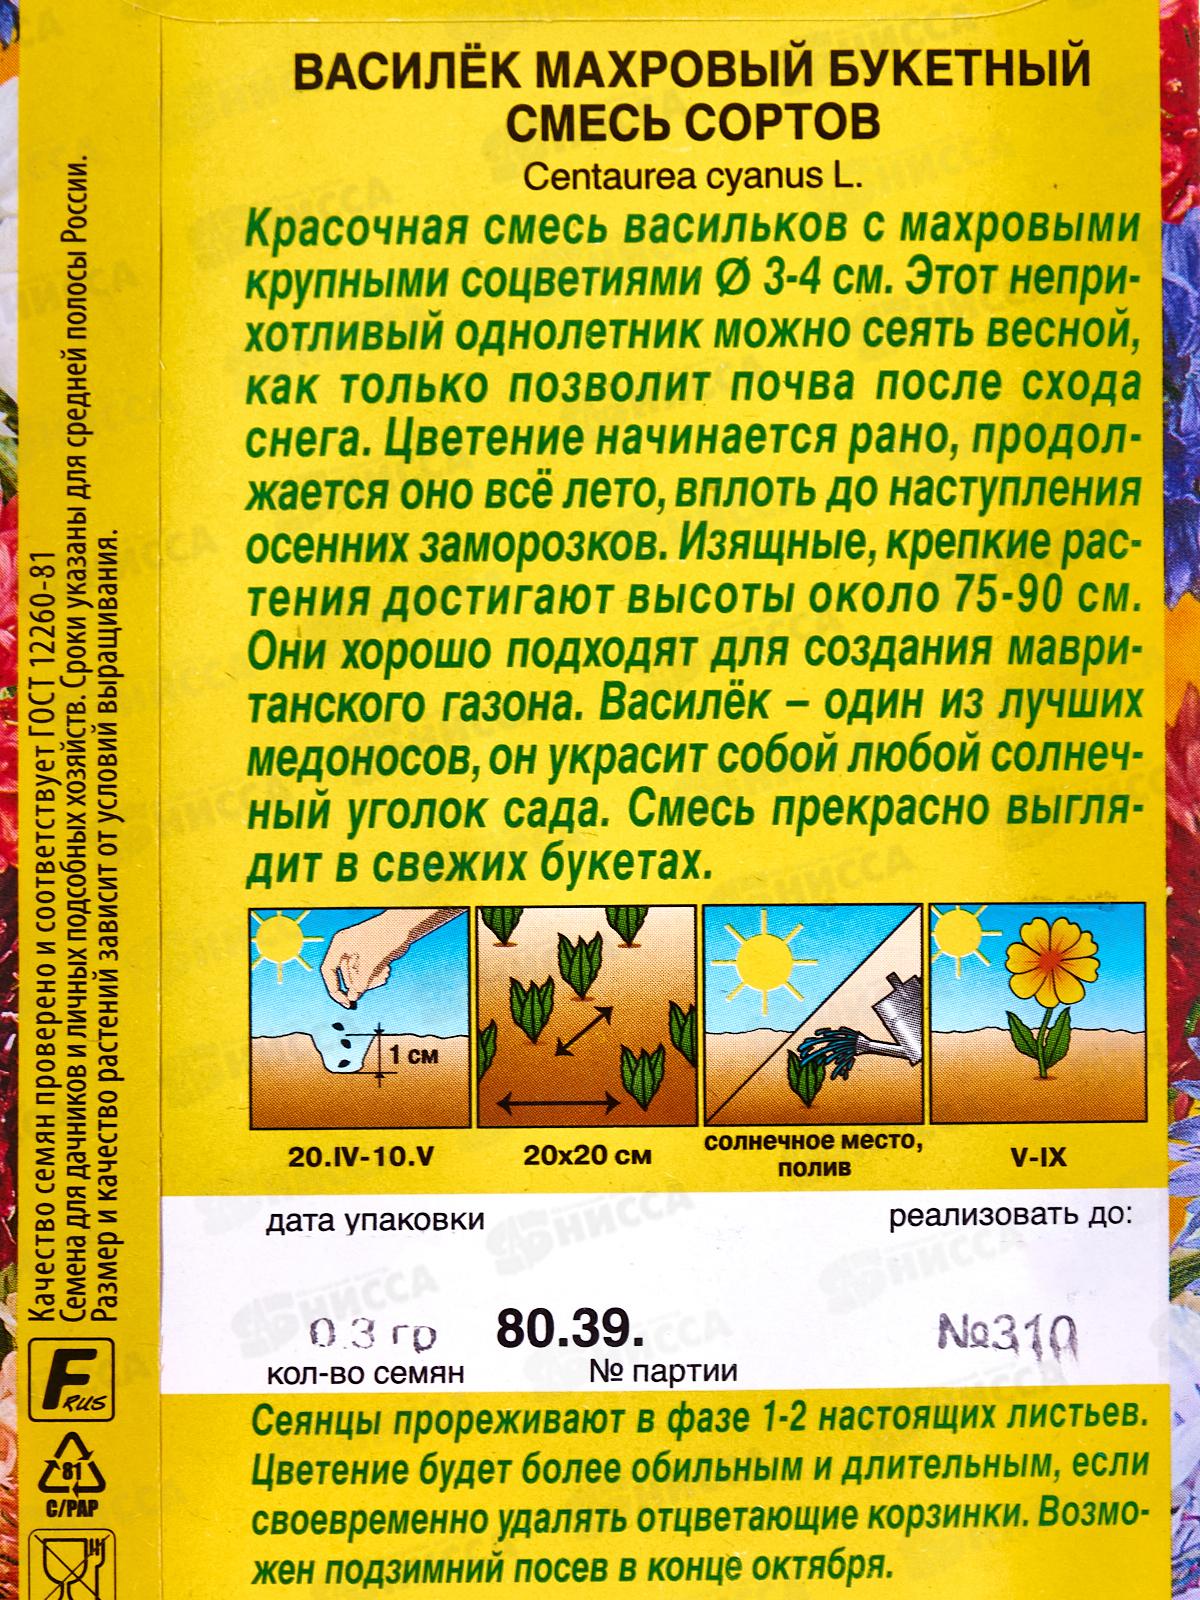 ВАСИЛЁК МАХРОВЫЙ БУКЕТНЫЙ
СМЕСЬ СОРТОВ
Centaurea cyanus L.
Красочная смесь васильков с махровыми
крупными соцветиями Ø 3-4 см. Этот непри-
хотливый однолетник можно сеять весной,
как только позволит почва после схода
снега. Цветение начинается рано, продол-
жается оно всё лето, вплоть до наступления
осенних заморозков. Изящные, крепкие рас-
тения достигают высоты около 75-90 см.
Они хорошо подходят для создания маври-
танского газона. Василёк – один из лучших
медоносов, он украсит собой любой солнеч-
ный уголок сада. Смесь прекрасно выгля-
дит в свежих букетах.
1 см
20.IV-10.V
20х20 см
солнечное место,
полив
V-IX
дата упаковки
реализовать до:
0.3 гр
80.39.
№310
кол-во семян
№ партии
Сеянцы прореживают в фазе 1-2 настоящих листьев.
Цветение будет более обильным и длительным, если
своевременно удалять отцветающие корзинки. Возмо-
жен подзимний посев в конце октября.
Качество семян проверено и соответствует ГОСТ 12260-81
Семена для дачников и личных подсобных хозяйств. Сроки указаны для средней полосы России.
Размер и качество растений зависит от условий выращивания.
F RUS
81
C/PAP
НИССА